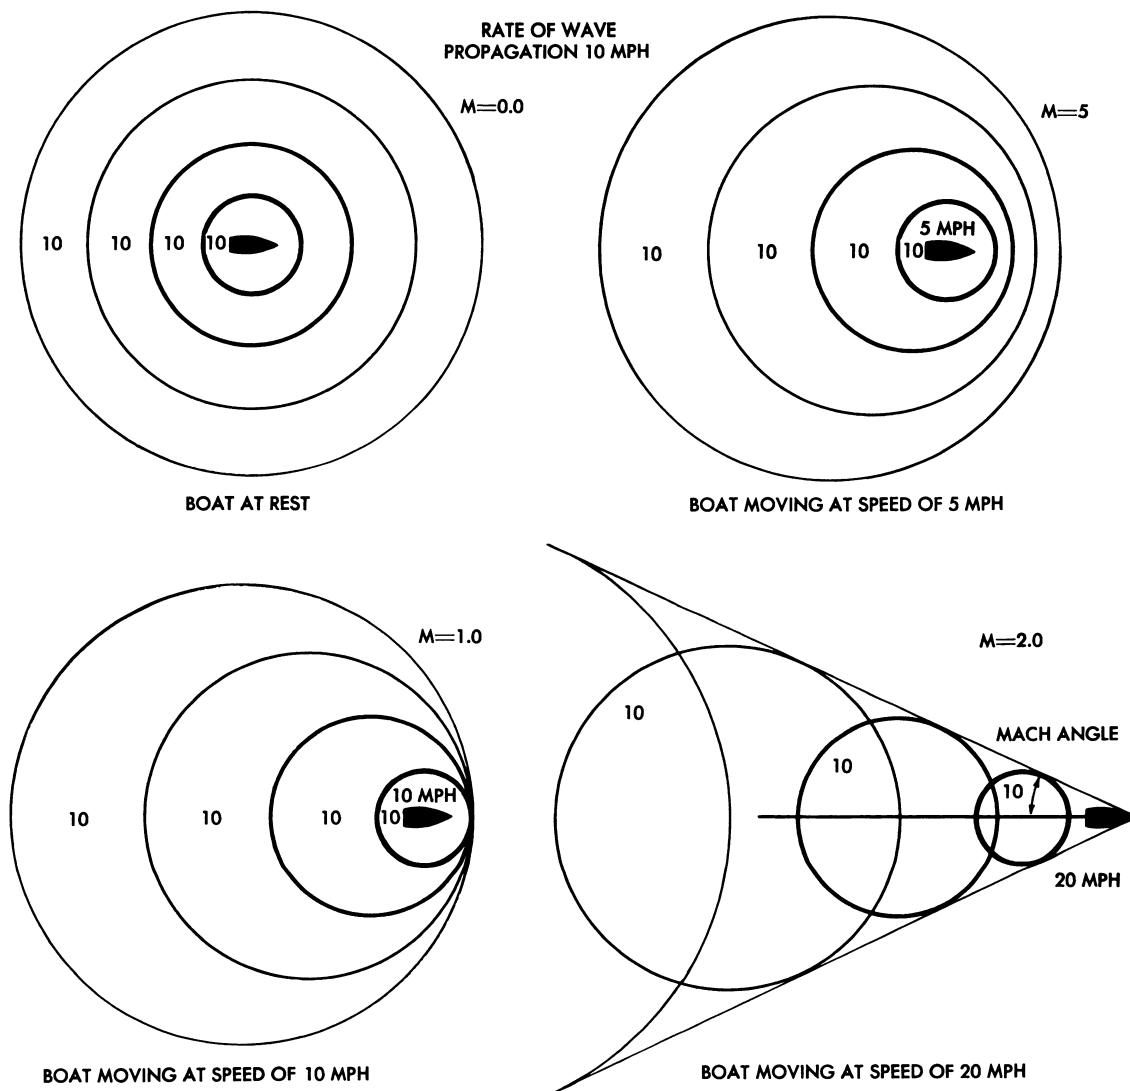 RATE OF WAVE
PROPAGATION 10 MPH
M=0.0
10 10 10 10
BOAT AT REST
M=5
5 MPH
10 10 10 10
BOAT MOVING AT SPEED OF 5 MPH
M=1.0
10 MPH
10 10 10 10
BOAT MOVING AT SPEED OF 10 MPH
M=2.0
10
MACH ANGLE
10
10
20 MPH
BOAT MOVING AT SPEED OF 20 MPH